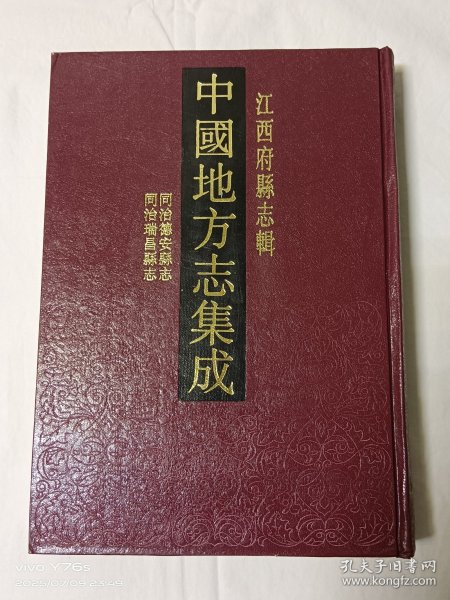 江西府縣志輯
中國地方志集成
同治德安縣志
同治瑞昌縣志
vivo Y76s
2025/07/09 23:49
孔夫子旧书网
www.kongfz.com